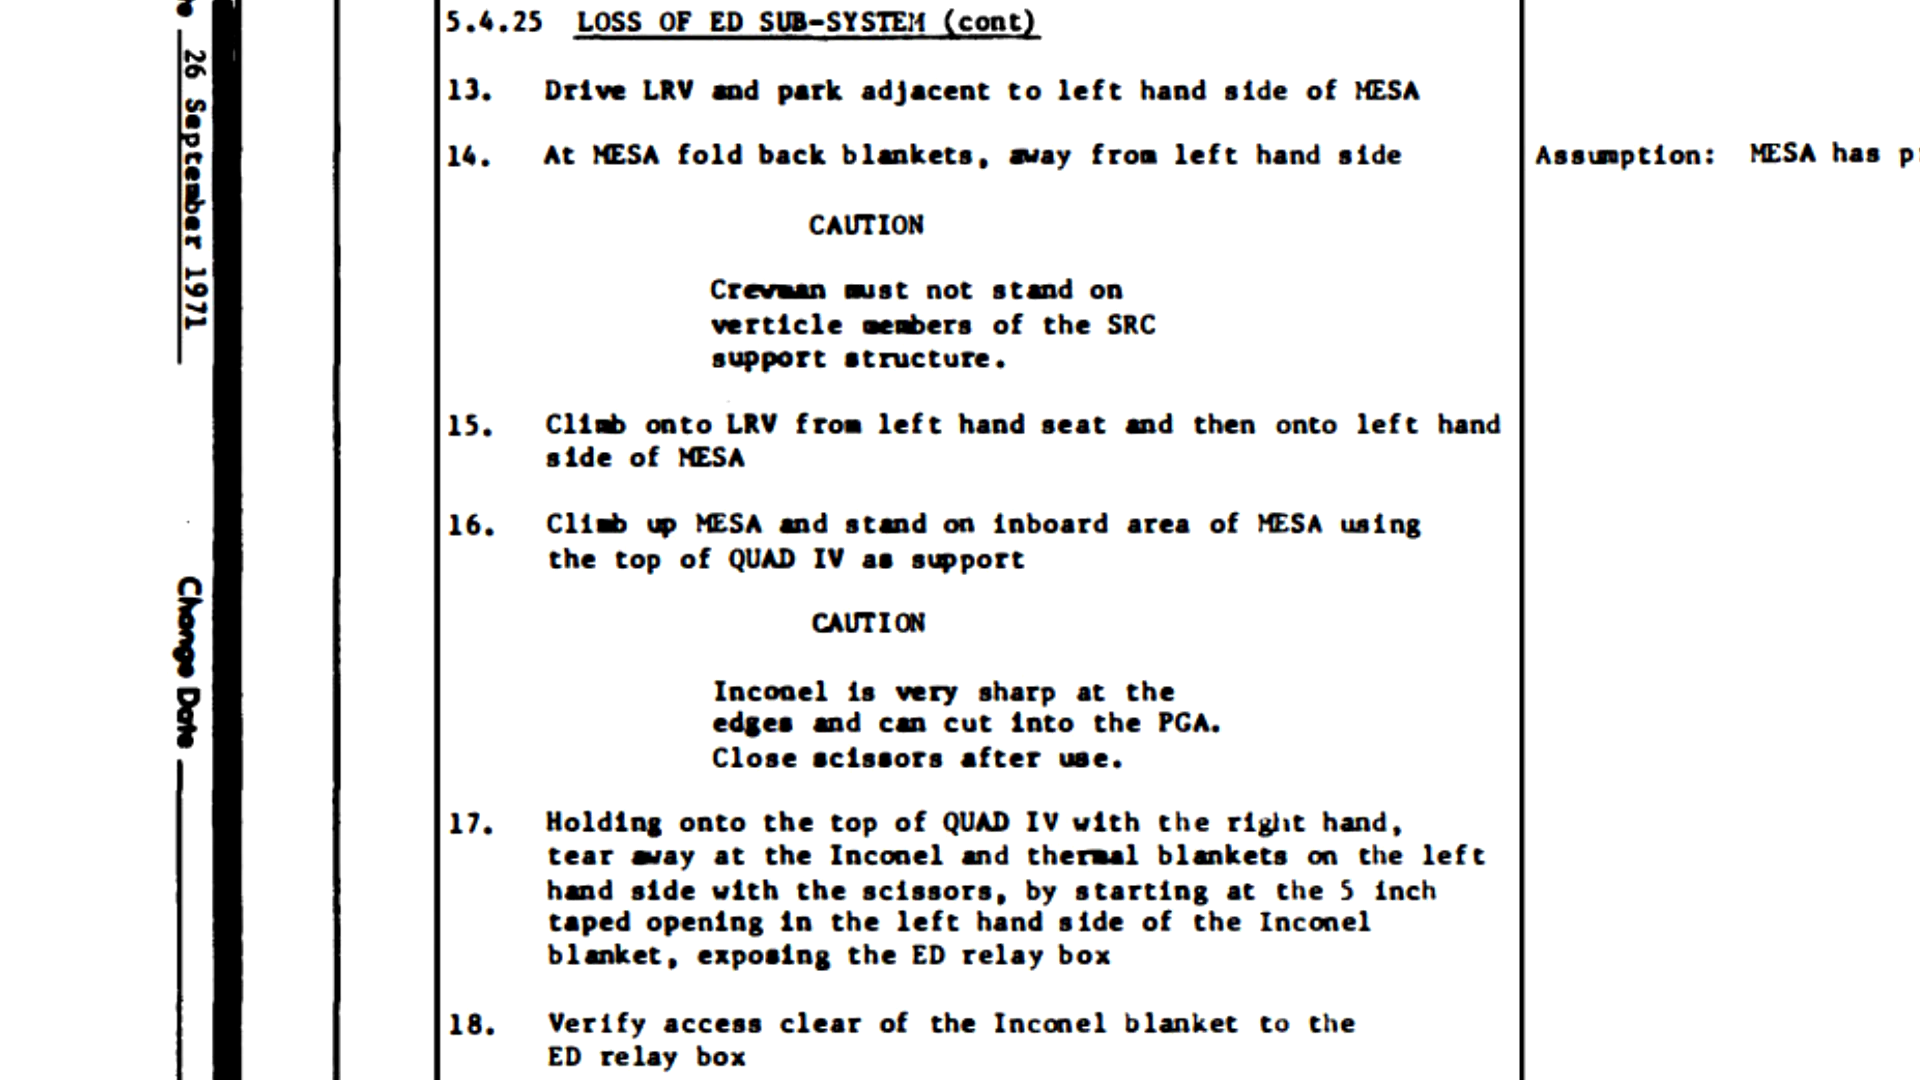 5.4.25 LOSS OF ED SUB-SYSTEM (cont)
13. Drive LRV and park adjacent to left hand side of MESA
14. At MESA fold back blankets, away from left hand side
CAUTION
Crewman must not stand on
verticle members of the SRC
support structure.
15. Climb onto LRV from left hand seat and then onto left hand
side of MESA
16. Climb up MESA and stand on inboard area of MESA using
the top of QUAD IV as support
CAUTION
Inconel is very sharp at the
edges and can cut into the PGA.
Close scissors after use.
17. Holding onto the top of QUAD IV with the right hand,
tear away at the Inconel and thermal blankets on the left
hand side with the scissors, by starting at the 5 inch
taped opening in the left hand side of the Inconel
blanket, exposing the ED relay box
18. Verify access clear of the Inconel blanket to the
ED relay box
Assumption: MESA has
26 September 1971
Change Date